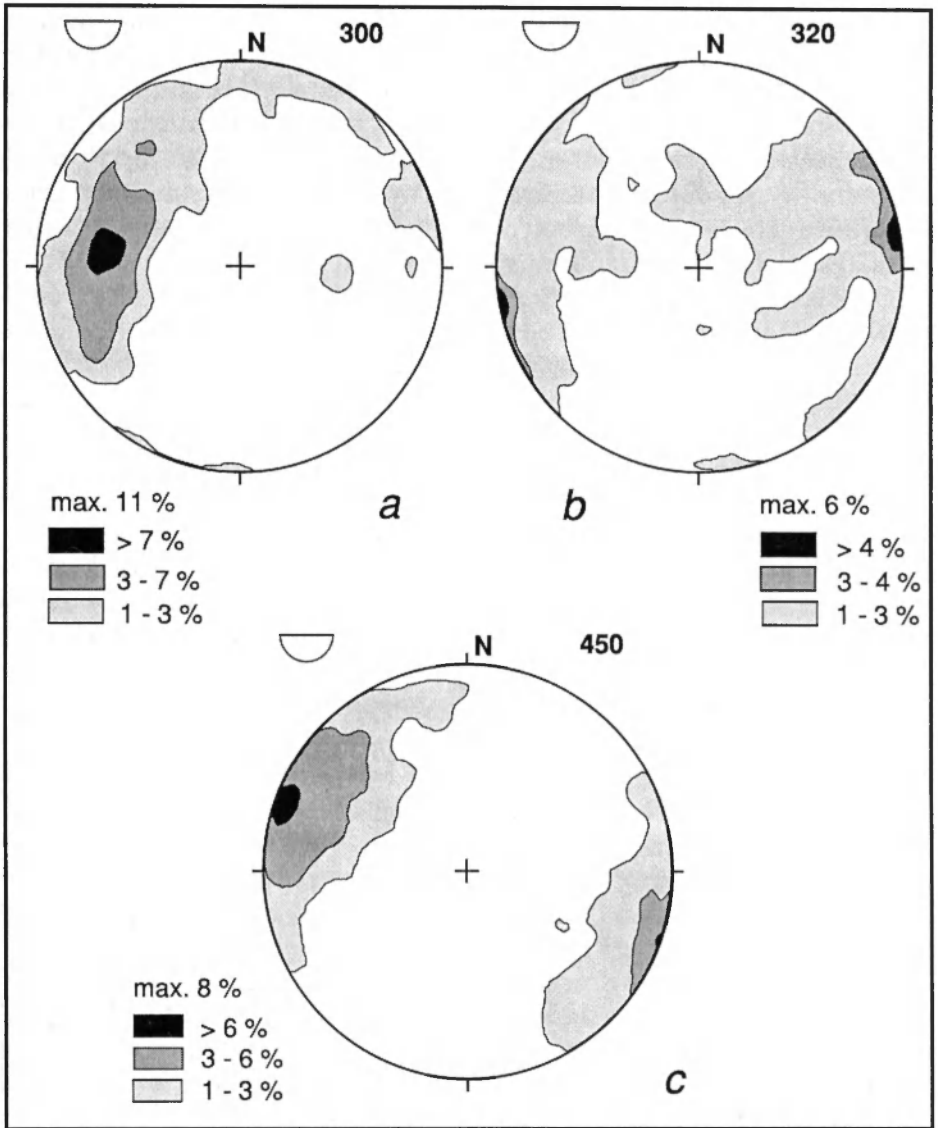 N 300
N 320
max. 11 %
> 7 %
3 - 7 %
1 - 3 %
a
b
max. 6 %
> 4 %
3 - 4 %
1 - 3 %
N 450
max. 8 %
> 6 %
3 - 6 %
1 - 3 %
c